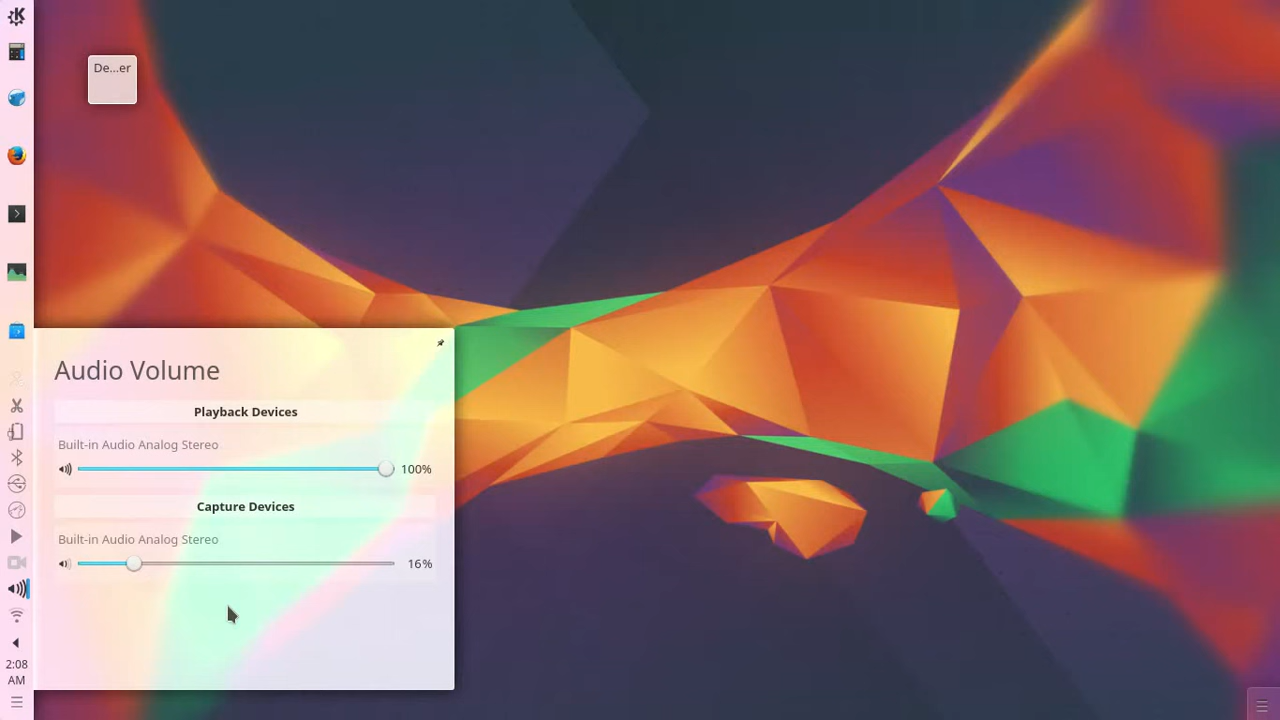 De...er
Audio Volume
Playback Devices
Built-in Audio Analog Stereo
100%
Capture Devices
Built-in Audio Analog Stereo
16%
2:08
AM